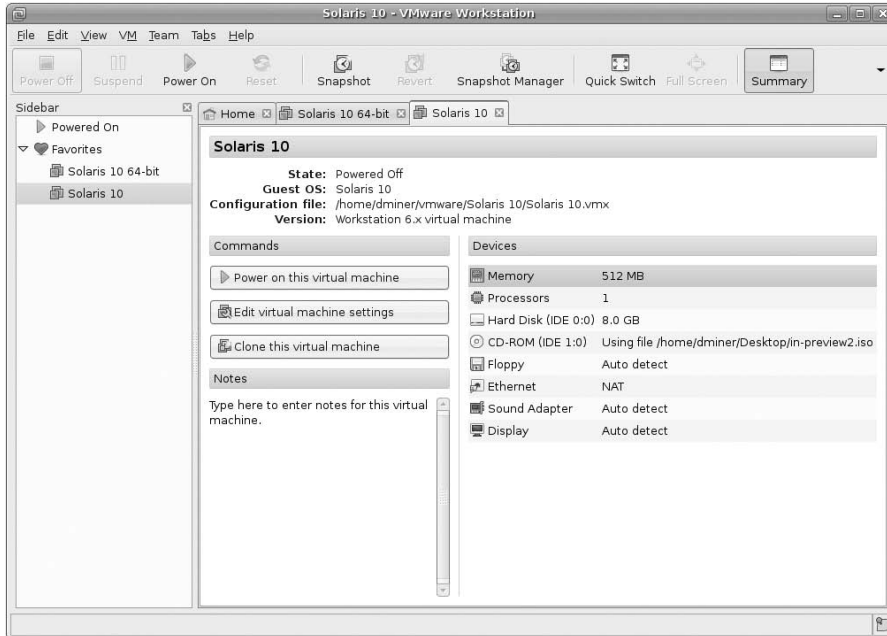 Solaris 10 - VMware Workstation
File Edit View VM Team Tabs Help
Power Off Suspend Power On Reset Snapshot Revert Snapshot Manager Quick Switch Full Screen Summary
Sidebar
Powered On
Favorites
Solaris 10 64-bit
Solaris 10
Home Solaris 10 64-bit Solaris 10
Solaris 10
State: Powered Off
Guest OS: Solaris 10
Configuration file: /home/dminer/vmware/Solaris 10/Solaris 10.vmx
Version: Workstation 6.x virtual machine
Commands
Power on this virtual machine
Edit virtual machine settings
Clone this virtual machine
Notes
Type here to enter notes for this virtual
machine.
Devices
Memory 512 MB
Processors 1
Hard Disk (IDE 0:0) 8.0 GB
CD-ROM (IDE 1:0) Using file /home/dminer/Desktop/in-preview2.iso
Floppy Auto detect
Ethernet NAT
Sound Adapter Auto detect
Display Auto detect